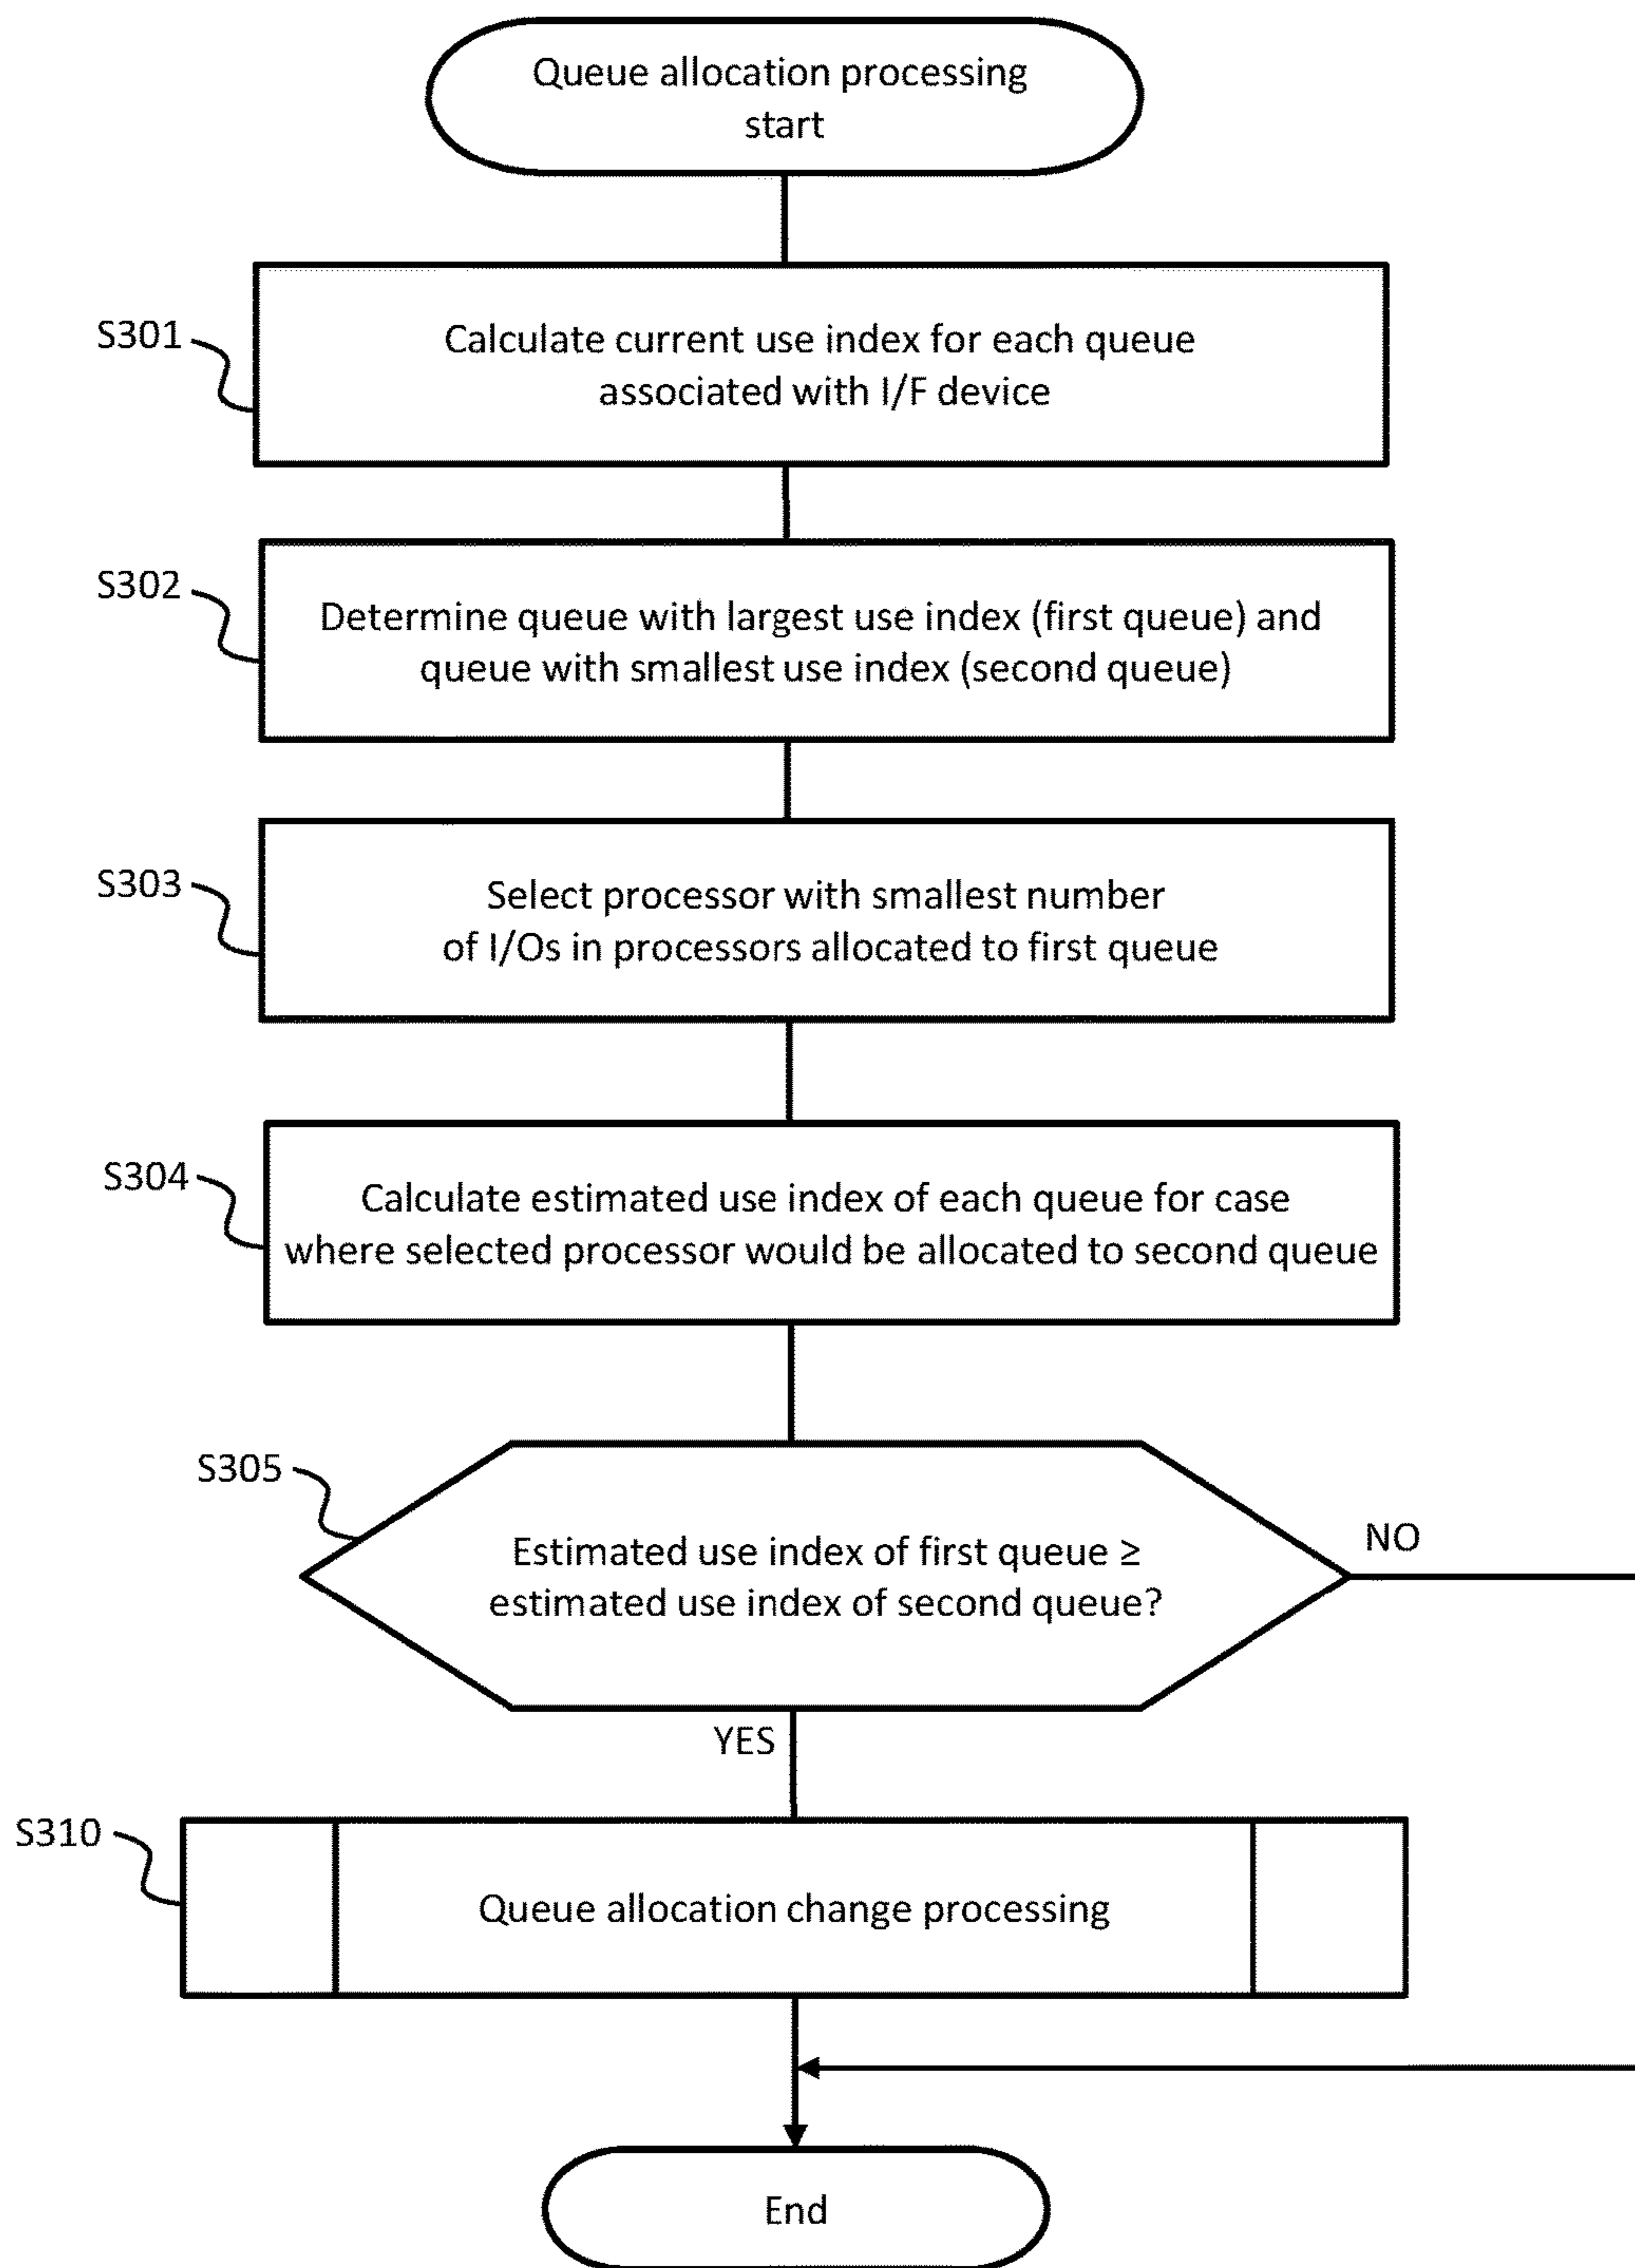 Queue allocation processing
start
S301
Calculate current use index for each queue
associated with I/F device
S302
Determine queue with largest use index (first queue) and
queue with smallest use index (second queue)
S303
Select processor with smallest number
of I/Os in processors allocated to first queue
S304
Calculate estimated use index of each queue for case
where selected processor would be allocated to second queue
S305
Estimated use index of first queue ≥
estimated use index of second queue?
NO
YES
S310
Queue allocation change processing
End